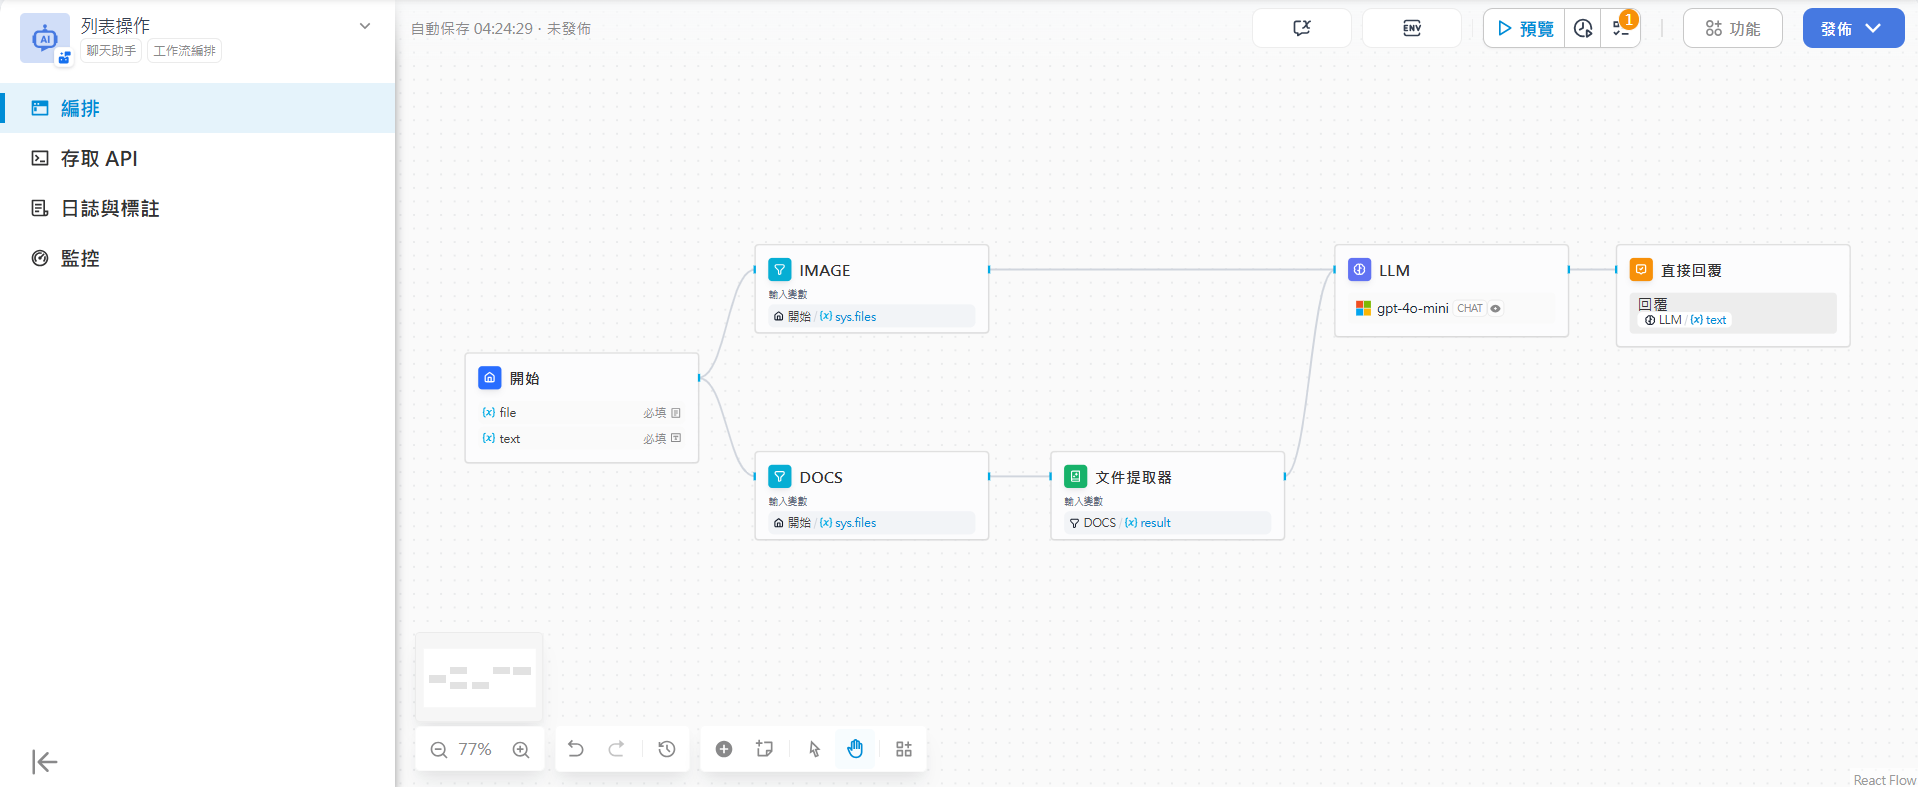 列表操作
聊天助手 工作流編排
編排
存取 API
日誌與標註
監控
自動保存 04:24:29 · 未發佈
ENV
預覽
1
功能
發佈
開始
{x} file 必填
{x} text 必填
IMAGE
輸入變數
開始 / {x} sys.files
DOCS
輸入變數
開始 / {x} sys.files
文件提取器
輸入變數
DOCS / {x} result
LLM
gpt-4o-mini CHAT
直接回覆
回覆
LLM / {x} text
77%
React Flow
AI